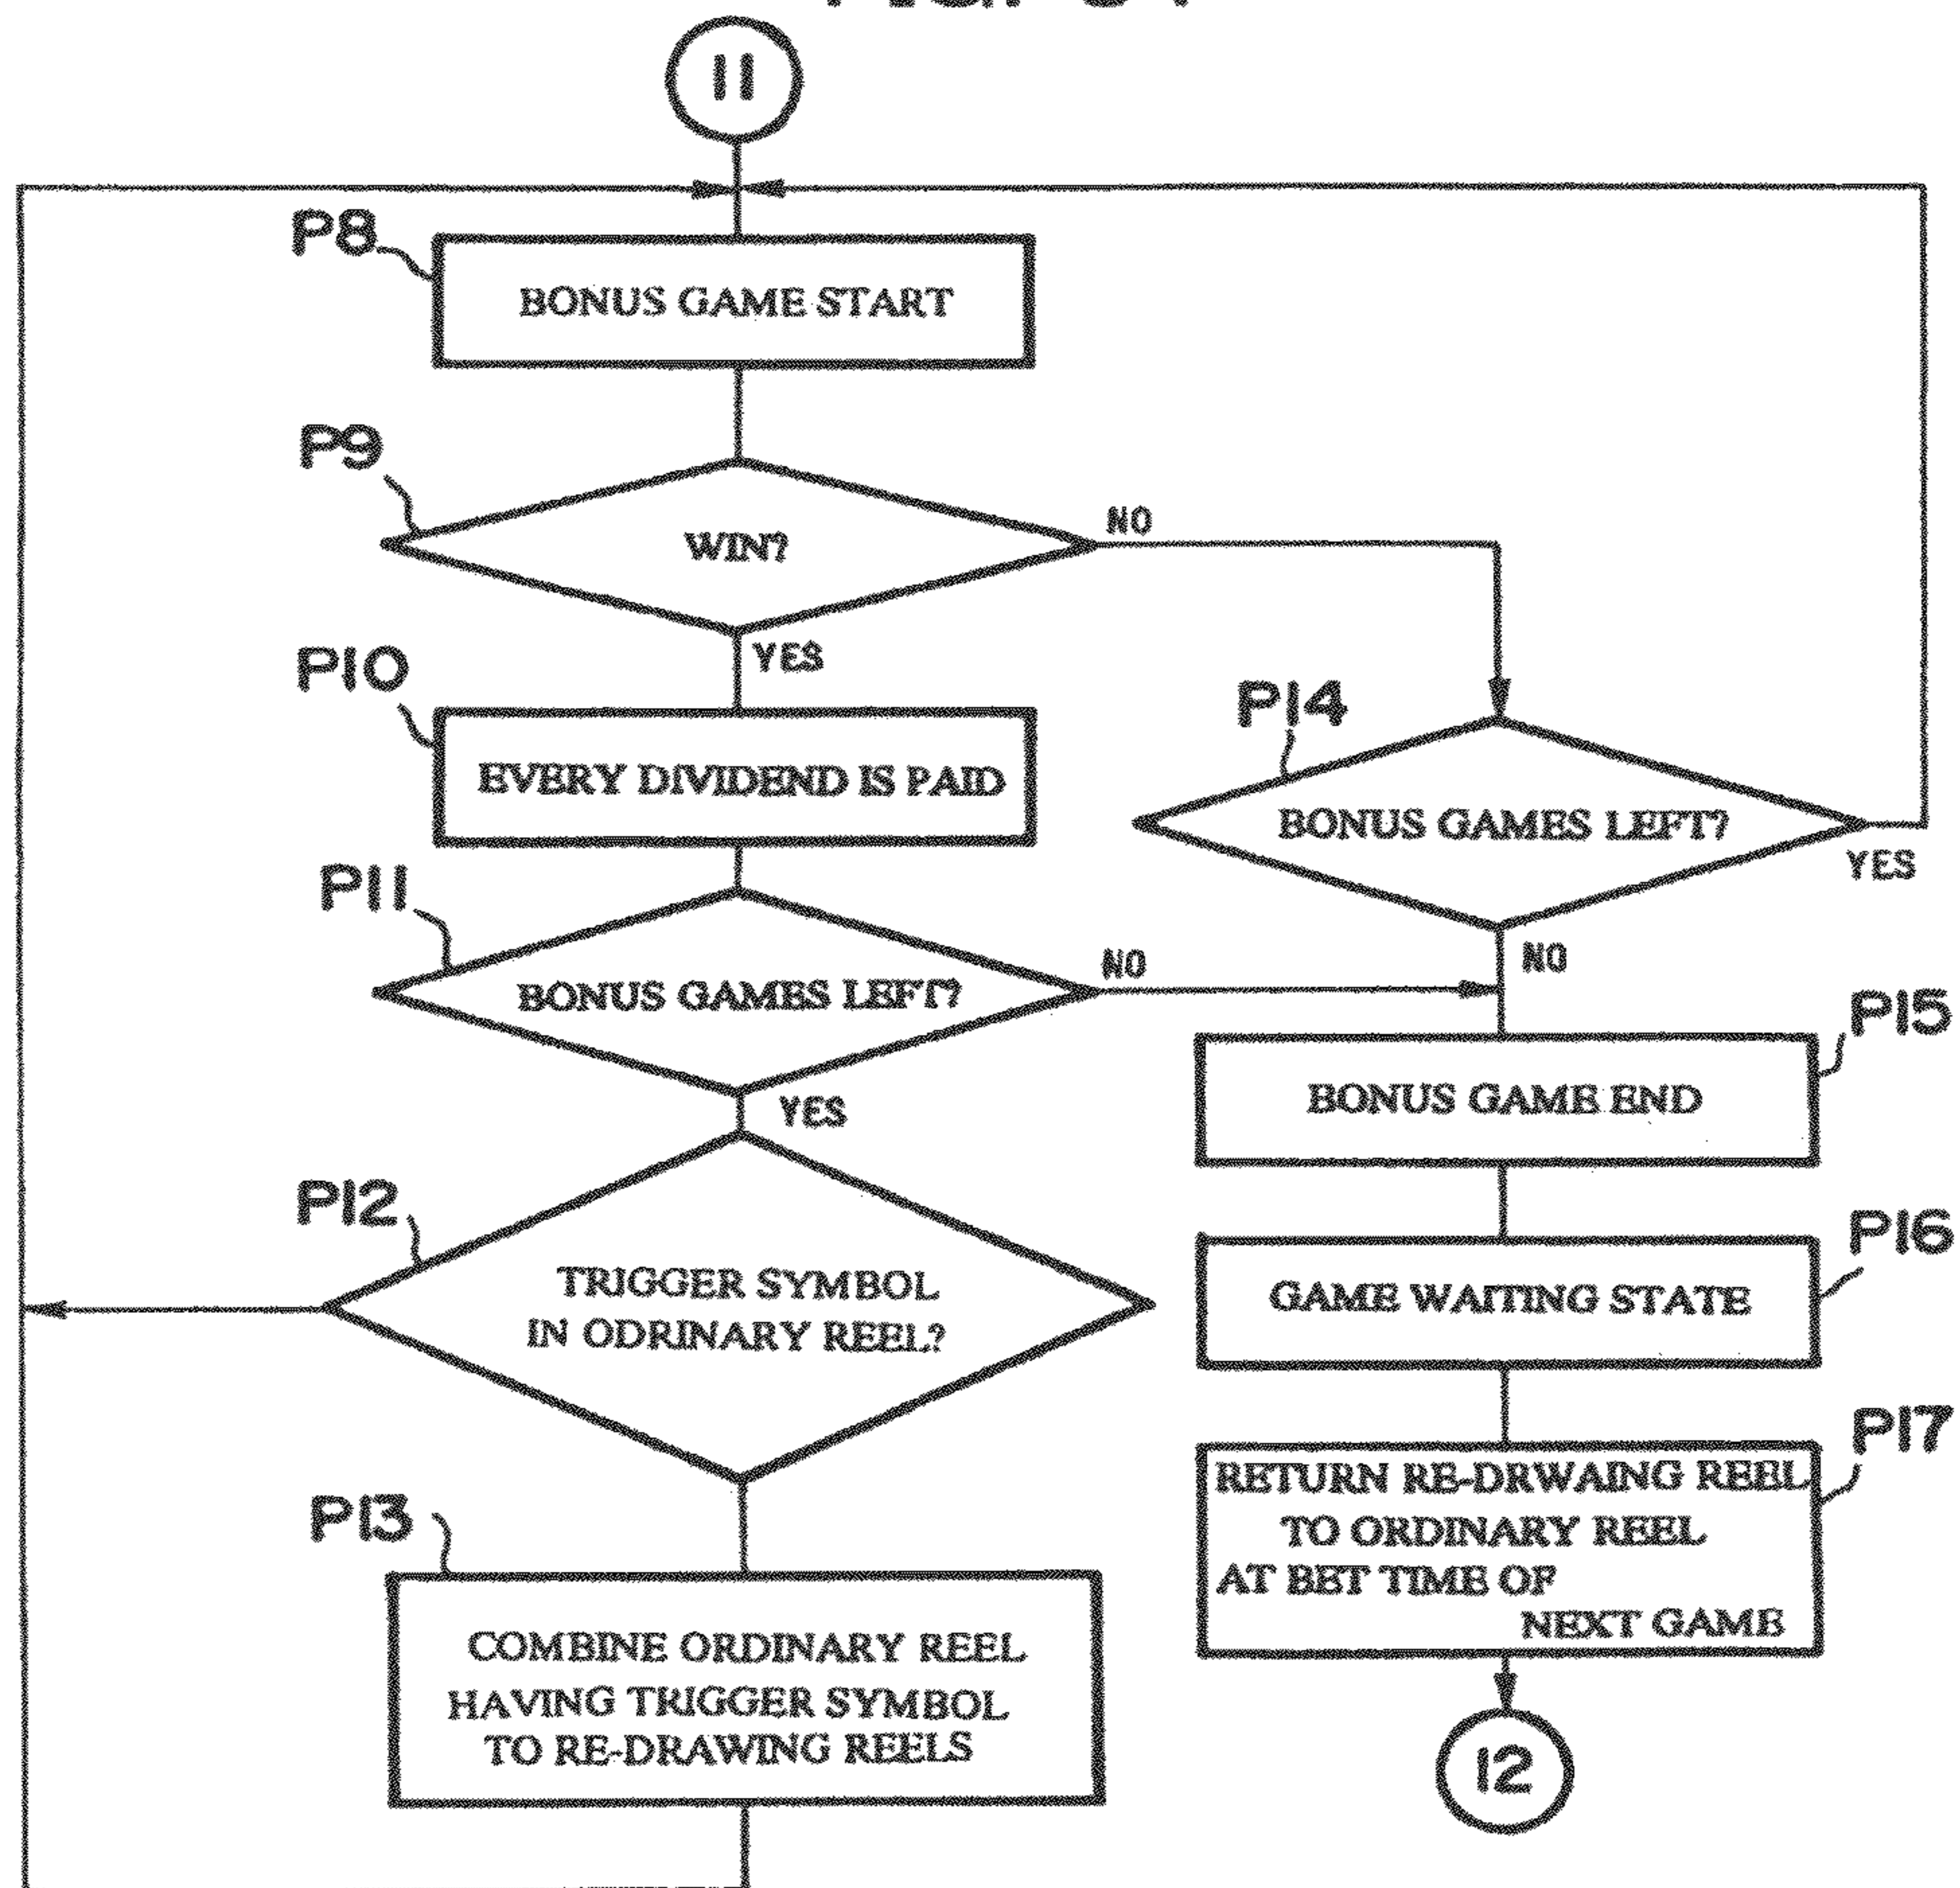 11
P8
BONUS GAME START
P9
WIN?
NO
YES
P10
EVERY DIVIDEND IS PAID
P14
BONUS GAMES LEFT?
YES
NO
P11
BONUS GAMES LEFT?
NO
YES
P12
TRIGGER SYMBOL
IN ODRINARY REEL?
P13
COMBINE ORDINARY REEL
HAVING TRIGGER SYMBOL
TO RE-DRAWING REELS
P15
BONUS GAME END
P16
GAME WAITING STATE
P17
RETURN RE-DRWAING REEL
TO ORDINARY REEL
AT BET TIME OF
NEXT GAME
12